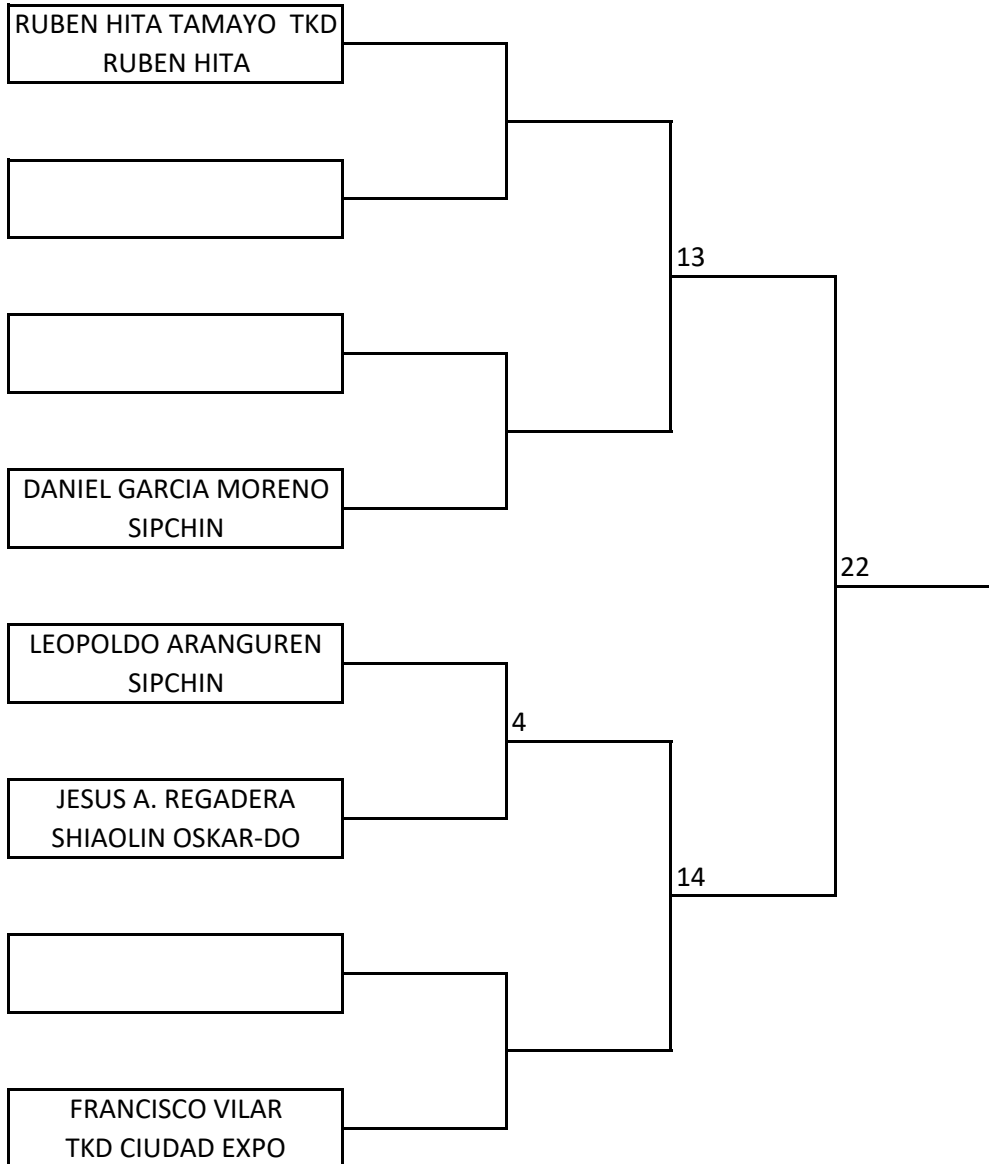 RUBEN HITA TAMAYO TKD
RUBEN HITA
13
DANIEL GARCIA MORENO
SIPCHIN
22
LEOPOLDO ARANGUREN
SIPCHIN
4
JESUS A. REGADERA
SHIAOLIN OSKAR-DO
14
FRANCISCO VILAR
TKD CIUDAD EXPO